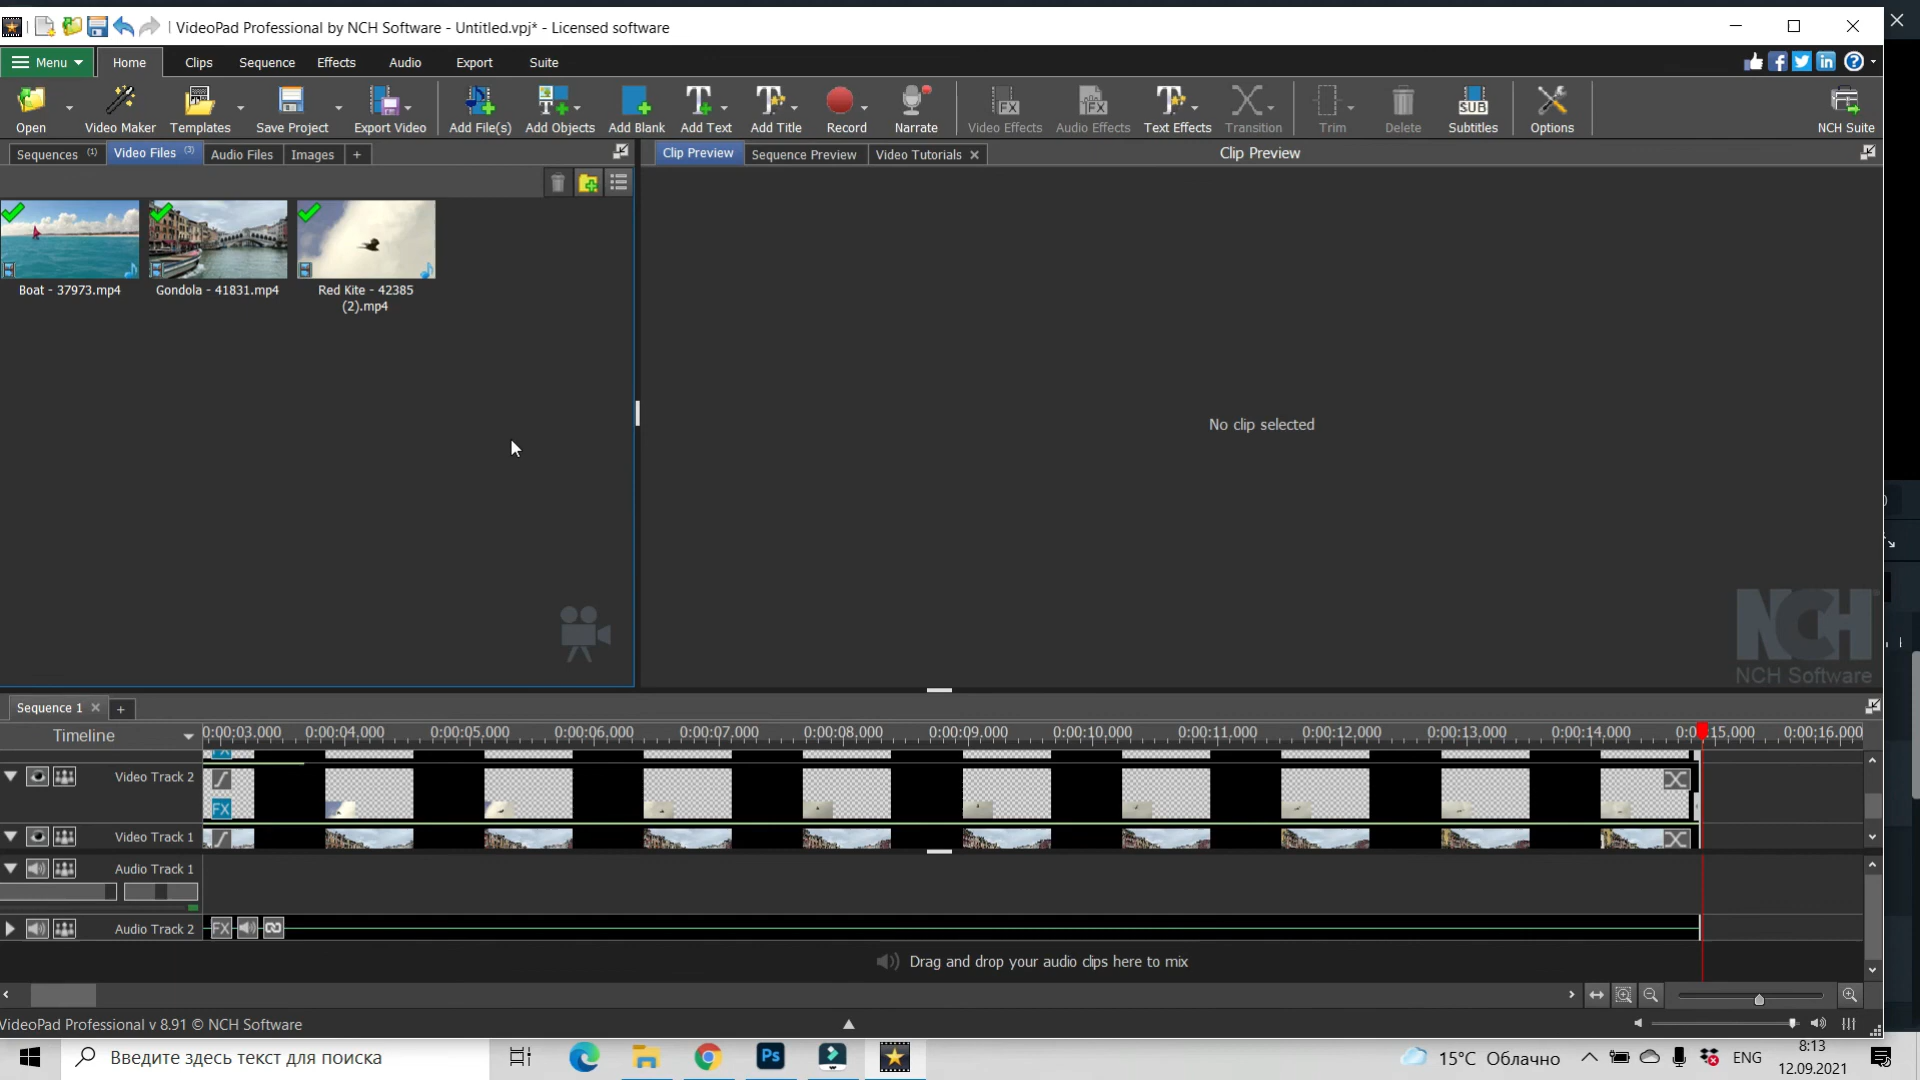 VideoPad Professional by NCH Software - Untitled.vpj* - Licensed software
Menu Home Clips Sequence Effects Audio Export Suite
Open Video Maker Templates Save Project Export Video Add File(s) Add Objects Add Blank Add Text Add Title Record Narrate Video Effects Audio Effects Text Effects Transition Trim Delete Subtitles Options NCH Suite
Sequences (1) Video Files (3) Audio Files Images +
Clip Preview Sequence Preview Video Tutorials Clip Preview
Boat - 37973.mp4
Gondola - 41831.mp4
Red Kite - 42385
(2).mp4
No clip selected
NCH
NCH Software
Sequence 1
Timeline
0:00:03.000 0:00:04.000 0:00:05.000 0:00:06.000 0:00:07.000 0:00:08.000 0:00:09.000 0:00:10.000 0:00:11.000 0:00:12.000 0:00:13.000 0:00:14.000 0:00:15.000 0:00:16.000
Video Track 2
FX
Video Track 1
Audio Track 1
Audio Track 2
FX
Drag and drop your audio clips here to mix
VideoPad Professional v 8.91 © NCH Software
Введите здесь текст для поиска
Ps
15°C Облачно
ENG
8:13
12.09.2021